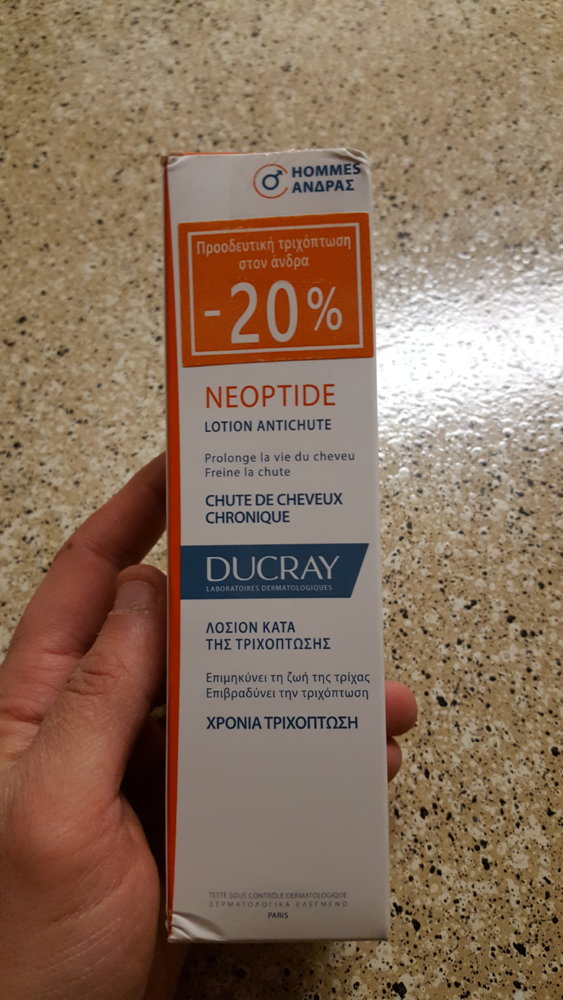 HOMMES
ΑΝΔΡΑΣ
Προοδευτική τριχόπτωση
στον άνδρα
-20%
NEOPTIDE
LOTION ANTICHUTE
Prolonge la vie du cheveu
Freine la chute
CHUTE DE CHEVEUX
CHRONIQUE
DUCRAY
LABORATOIRES DERMATOLOGIQUES
ΛΟΣΙΟΝ ΚΑΤΑ
ΤΗΣ ΤΡΙΧΟΠΤΩΣΗΣ
Επιμηκύνει τη ζωή της τρίχας
Επιβραδύνει την τριχόπτωση
ΧΡΟΝΙΑ ΤΡΙΧΟΠΤΩΣΗ
TESTÉ SOUS CONTRÔLE DERMATOLOGIQUE
ΔΕΡΜΑΤΟΛΟΓΙΚΑ ΕΛΕΓΜΕΝΟ
PARIS